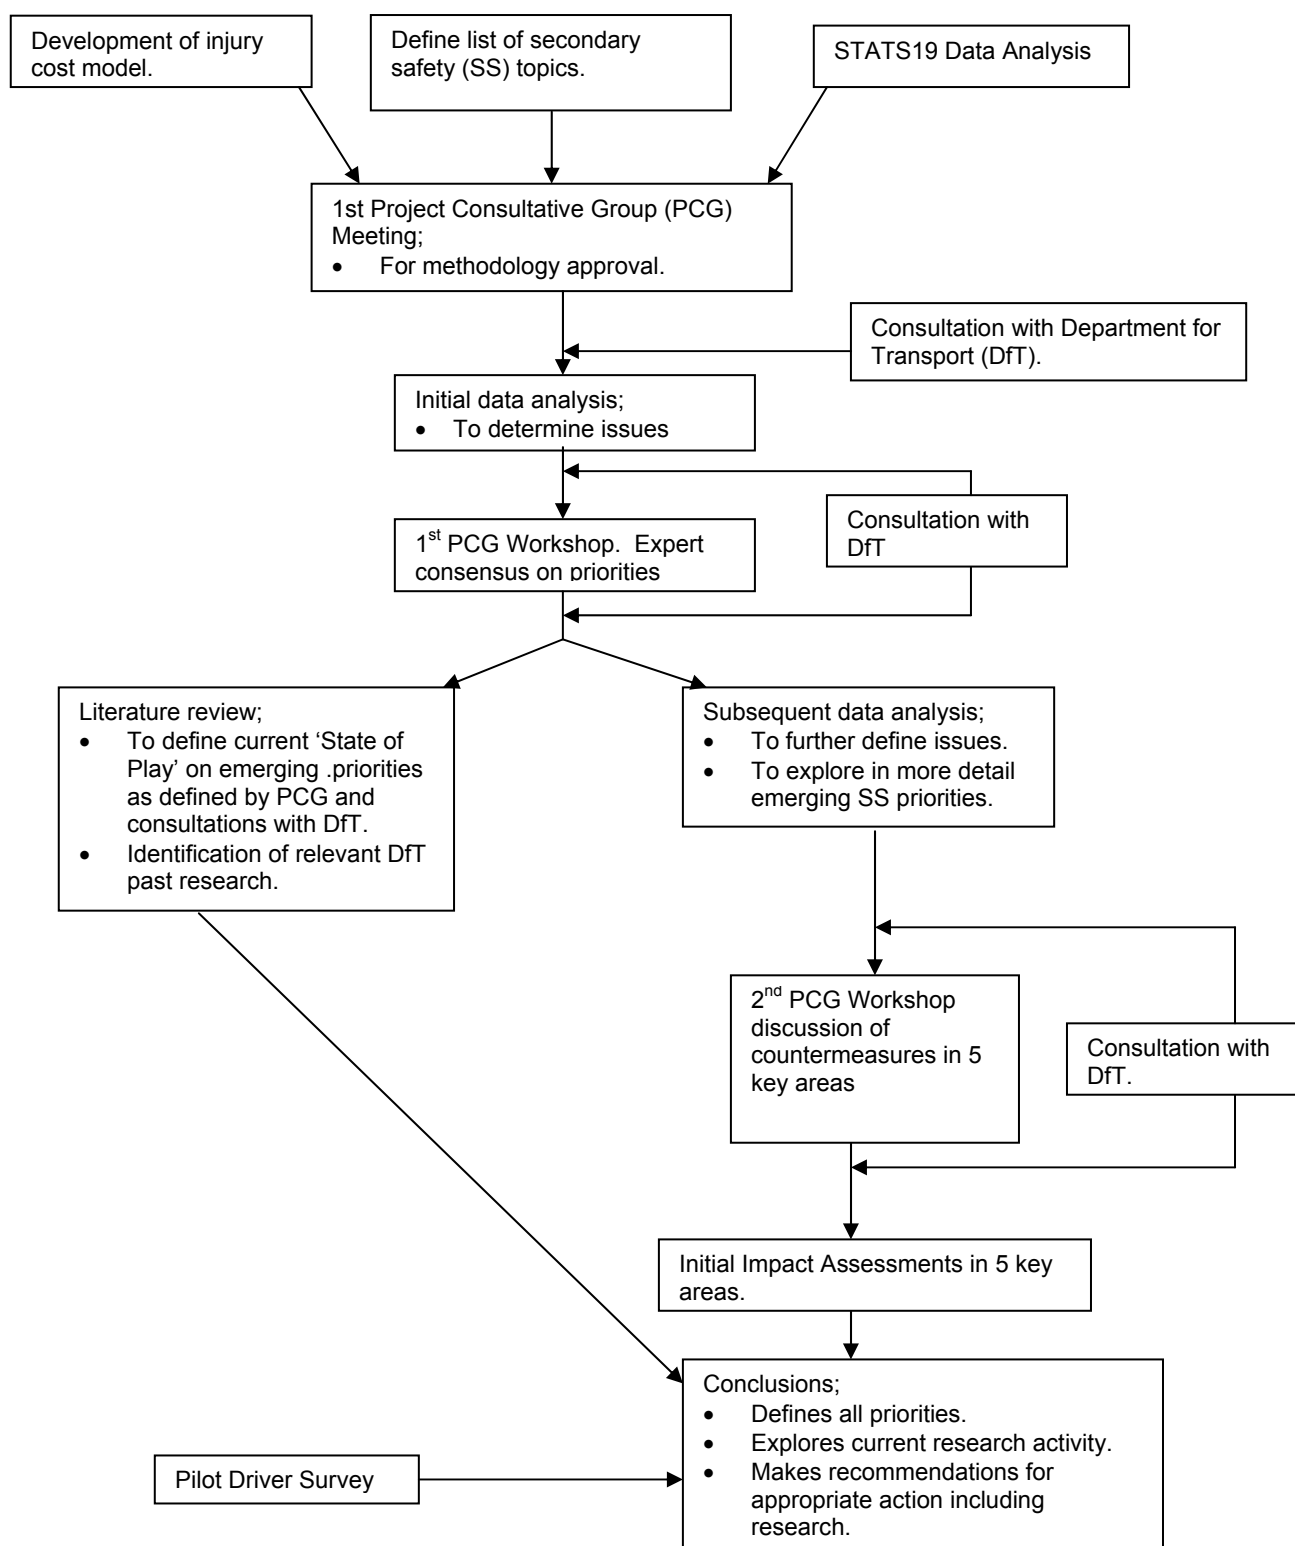 Development of injury
cost model.
Define list of secondary
safety (SS) topics.
STATS19 Data Analysis
1st Project Consultative Group (PCG)
Meeting;
• For methodology approval.
Consultation with Department for
Transport (DfT).
Initial data analysis;
• To determine issues
Consultation with
DfT
1st PCG Workshop. Expert
consensus on priorities
Literature review;
• To define current ‘State of
Play’ on emerging .priorities
as defined by PCG and
consultations with DfT.
• Identification of relevant DfT
past research.
Subsequent data analysis;
• To further define issues.
• To explore in more detail
emerging SS priorities.
2nd PCG Workshop
discussion of
countermeasures in 5
key areas
Consultation with
DfT.
Initial Impact Assessments in 5 key
areas.
Conclusions;
• Defines all priorities.
• Explores current research activity.
• Makes recommendations for
appropriate action including
research.
Pilot Driver Survey